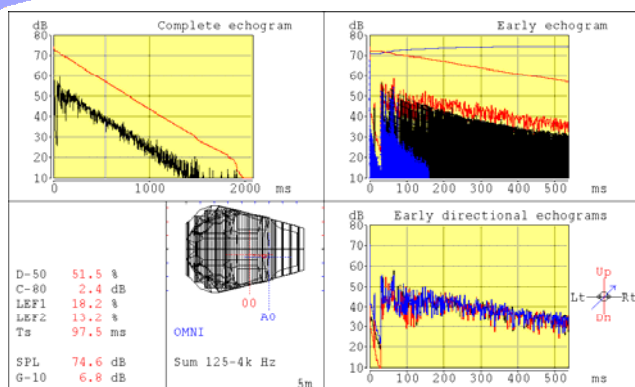 dB Complete echogram
80
70
60
50
40
30
20
10
0 1000 2000 ms
dB Early echogram
80
70
60
50
40
30
20
10
0 100 200 300 400 500 ms
D-50 51.5 %
C-80 2.4 dB
LEF1 18.2 %
LEF2 13.2 %
Ts 97.5 ms
SPL 74.6 dB
G-10 6.8 dB
00
A0
OMNI
Sum 125-4k Hz
5m
dB Early directional echograms
80
70
60
50
40
30
20
10
0 100 200 300 400 500 ms
Up
Lt Rt
Dn